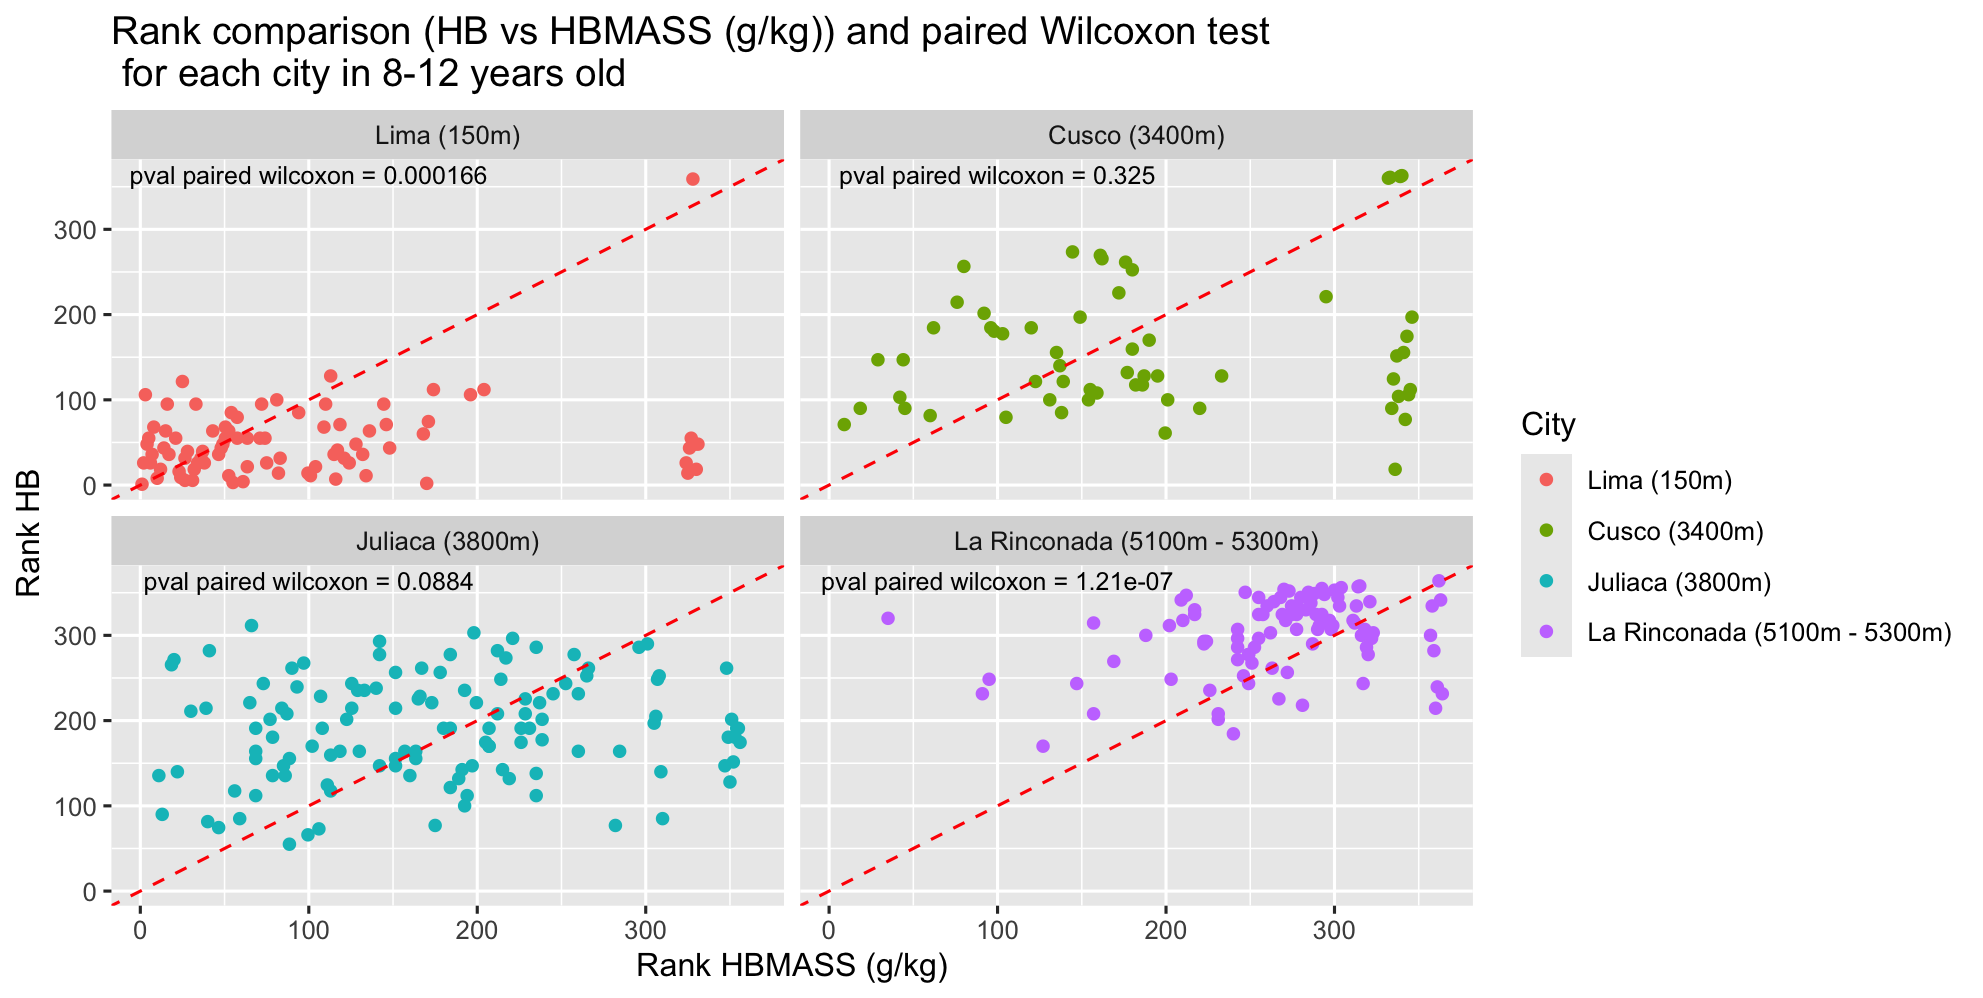 Rank comparison (HB vs HBMASS (g/kg)) and paired Wilcoxon test
for each city in 8-12 years old
Lima (150m)
Cusco (3400m)
pval paired wilcoxon = 0.000166
pval paired wilcoxon = 0.325
300
200
100
0
Juliaca (3800m)
La Rinconada (5100m - 5300m)
pval paired wilcoxon = 0.0884
pval paired wilcoxon = 1.21e-07
300
200
100
0
0 100 200 300
0 100 200 300
Rank HB
Rank HBMASS (g/kg)
City
Lima (150m)
Cusco (3400m)
Juliaca (3800m)
La Rinconada (5100m - 5300m)